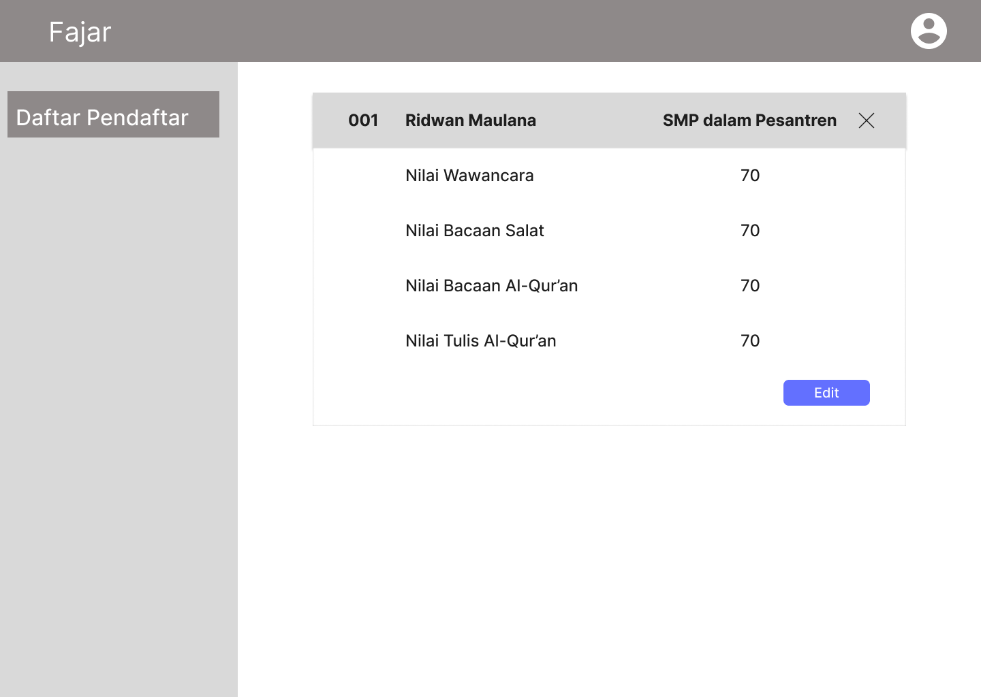 Fajar
Daftar Pendaftar
001 Ridwan Maulana SMP dalam Pesantren
Nilai Wawancara 70
Nilai Bacaan Salat 70
Nilai Bacaan Al-Qur’an 70
Nilai Tulis Al-Qur’an 70
Edit